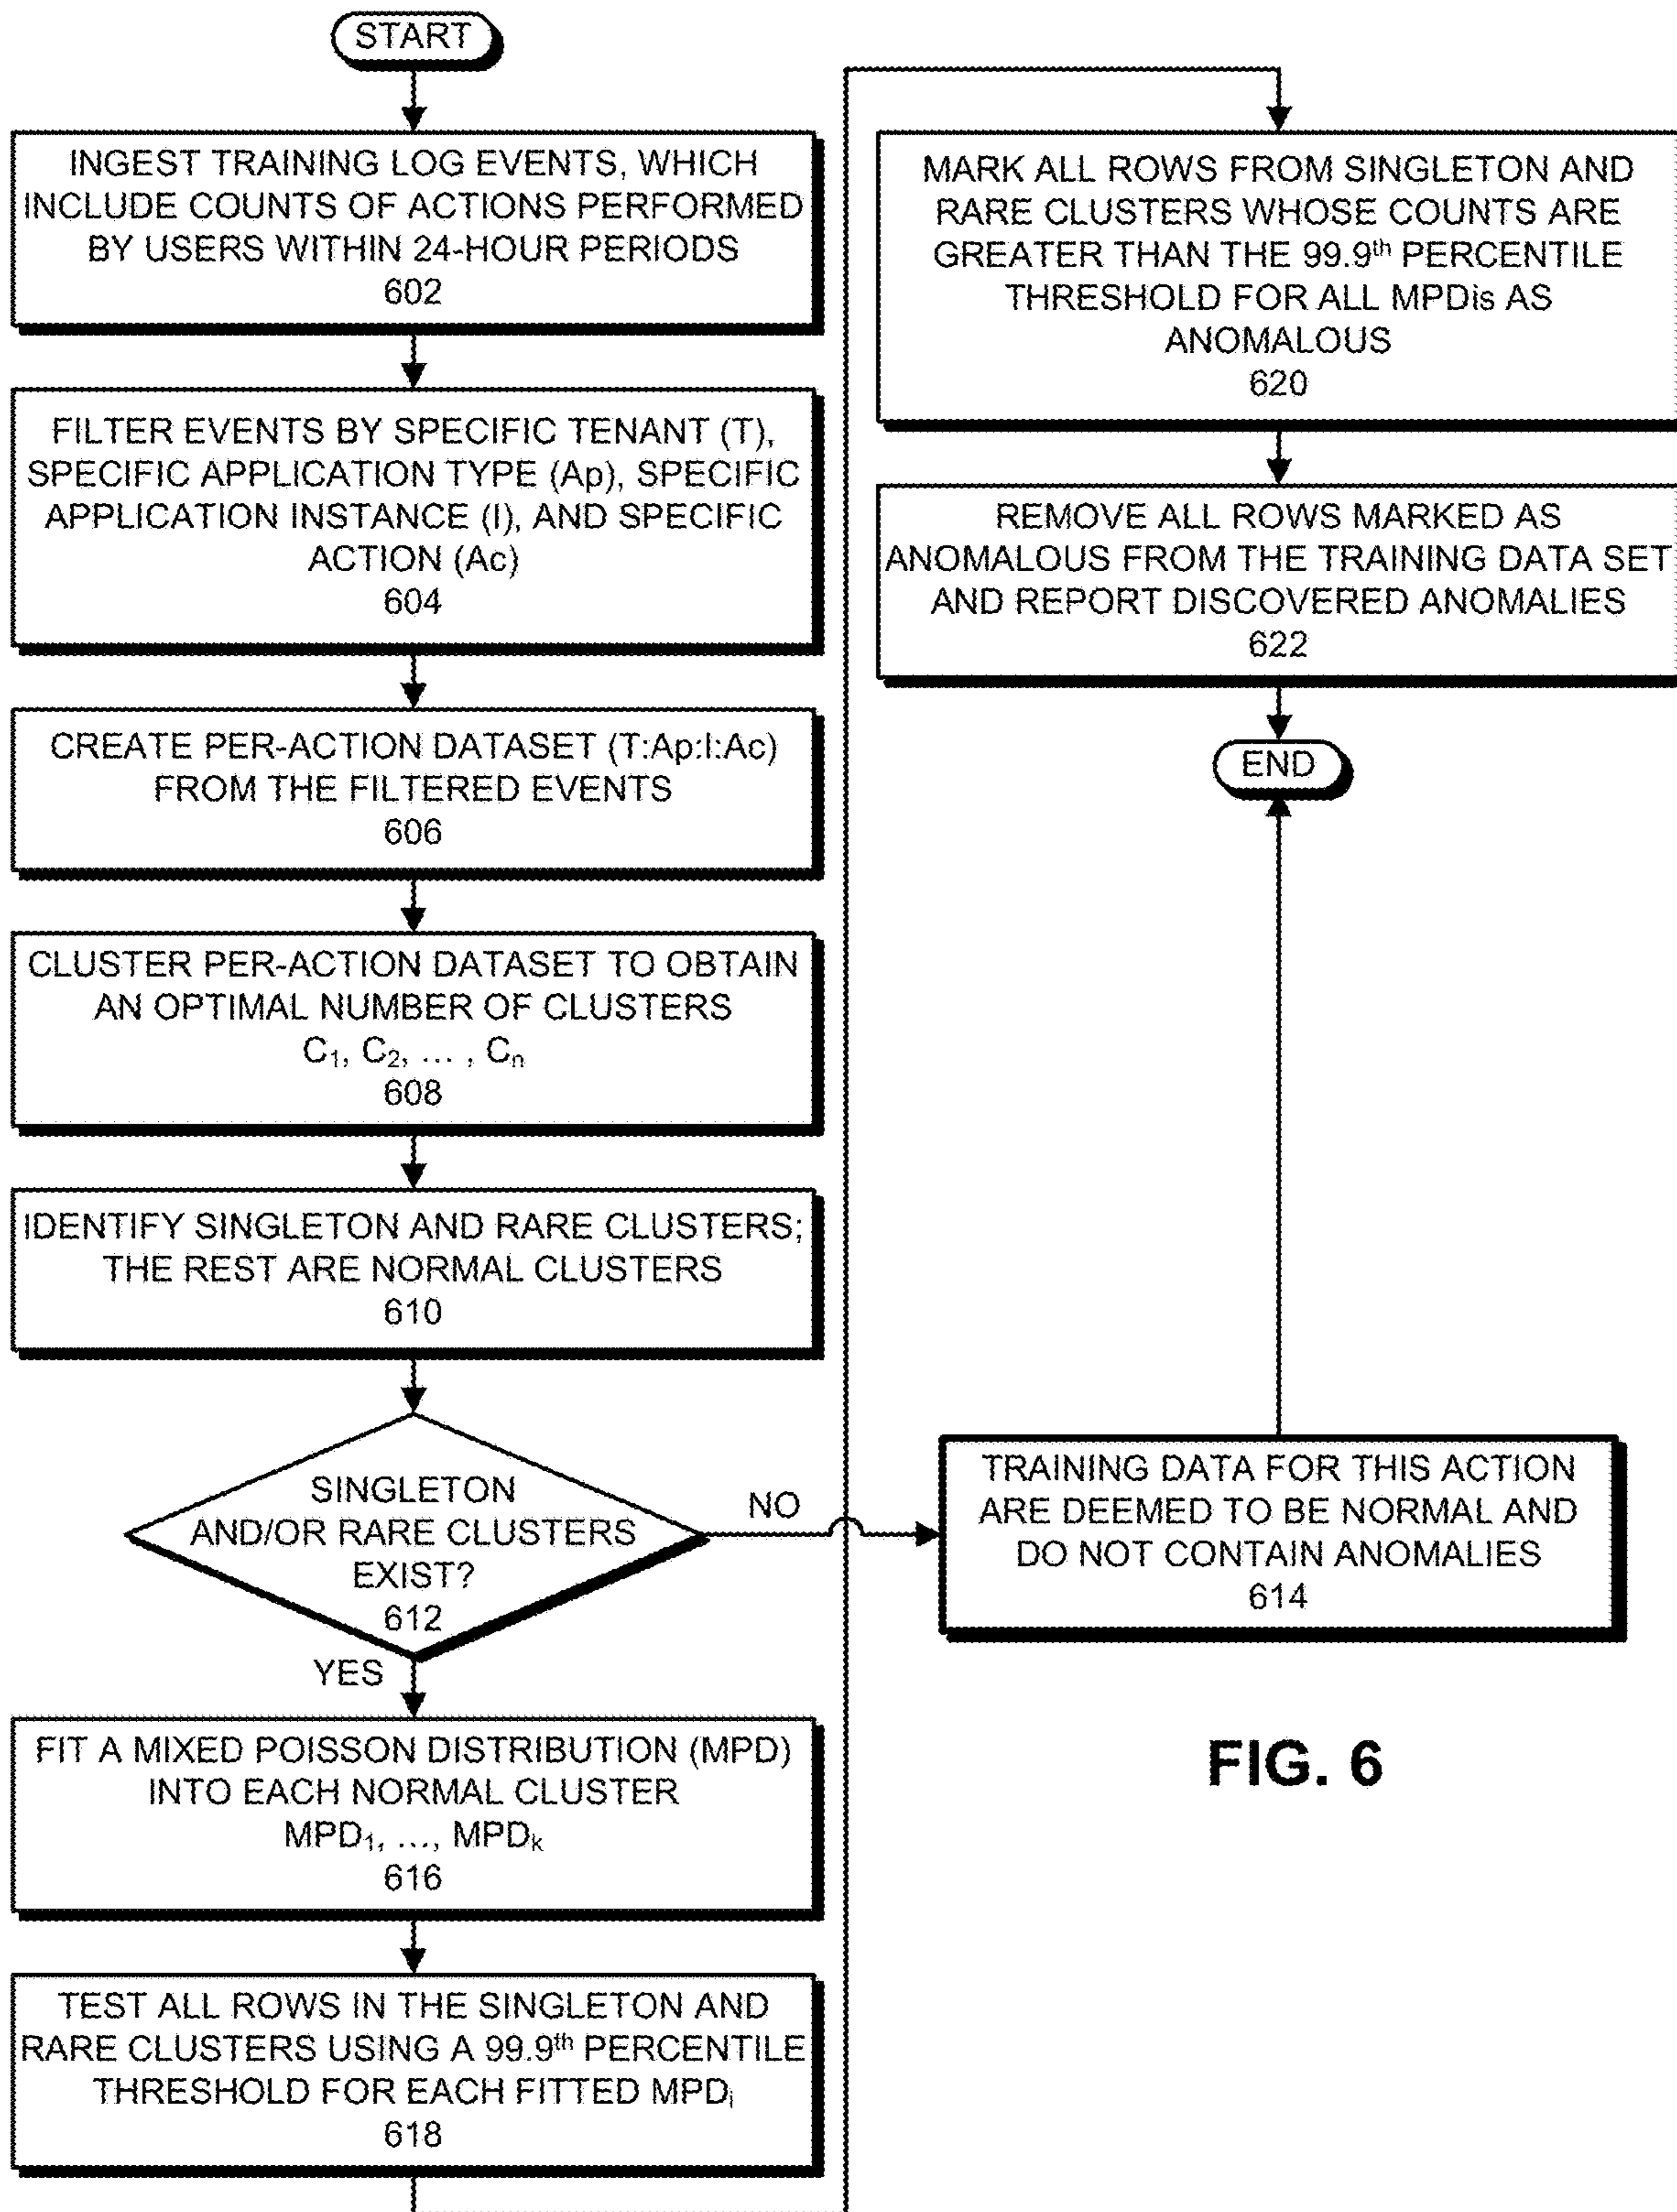 START
INGEST TRAINING LOG EVENTS, WHICH
INCLUDE COUNTS OF ACTIONS PERFORMED
BY USERS WITHIN 24-HOUR PERIODS
602
FILTER EVENTS BY SPECIFIC TENANT (T),
SPECIFIC APPLICATION TYPE (Ap), SPECIFIC
APPLICATION INSTANCE (I), AND SPECIFIC
ACTION (Ac)
604
CREATE PER-ACTION DATASET (T:Ap:I:Ac)
FROM THE FILTERED EVENTS
606
CLUSTER PER-ACTION DATASET TO OBTAIN
AN OPTIMAL NUMBER OF CLUSTERS
C₁, C₂, … , Cₙ
608
IDENTIFY SINGLETON AND RARE CLUSTERS;
THE REST ARE NORMAL CLUSTERS
610
SINGLETON
AND/OR RARE CLUSTERS
EXIST?
612
NO
YES
TRAINING DATA FOR THIS ACTION
ARE DEEMED TO BE NORMAL AND
DO NOT CONTAIN ANOMALIES
614
FIT A MIXED POISSON DISTRIBUTION (MPD)
INTO EACH NORMAL CLUSTER
MPD₁, …, MPDₖ
616
TEST ALL ROWS IN THE SINGLETON AND
RARE CLUSTERS USING A 99.9th PERCENTILE
THRESHOLD FOR EACH FITTED MPDᵢ
618
MARK ALL ROWS FROM SINGLETON AND
RARE CLUSTERS WHOSE COUNTS ARE
GREATER THAN THE 99.9th PERCENTILE
THRESHOLD FOR ALL MPDis AS
ANOMALOUS
620
REMOVE ALL ROWS MARKED AS
ANOMALOUS FROM THE TRAINING DATA SET
AND REPORT DISCOVERED ANOMALIES
622
END
FIG. 6